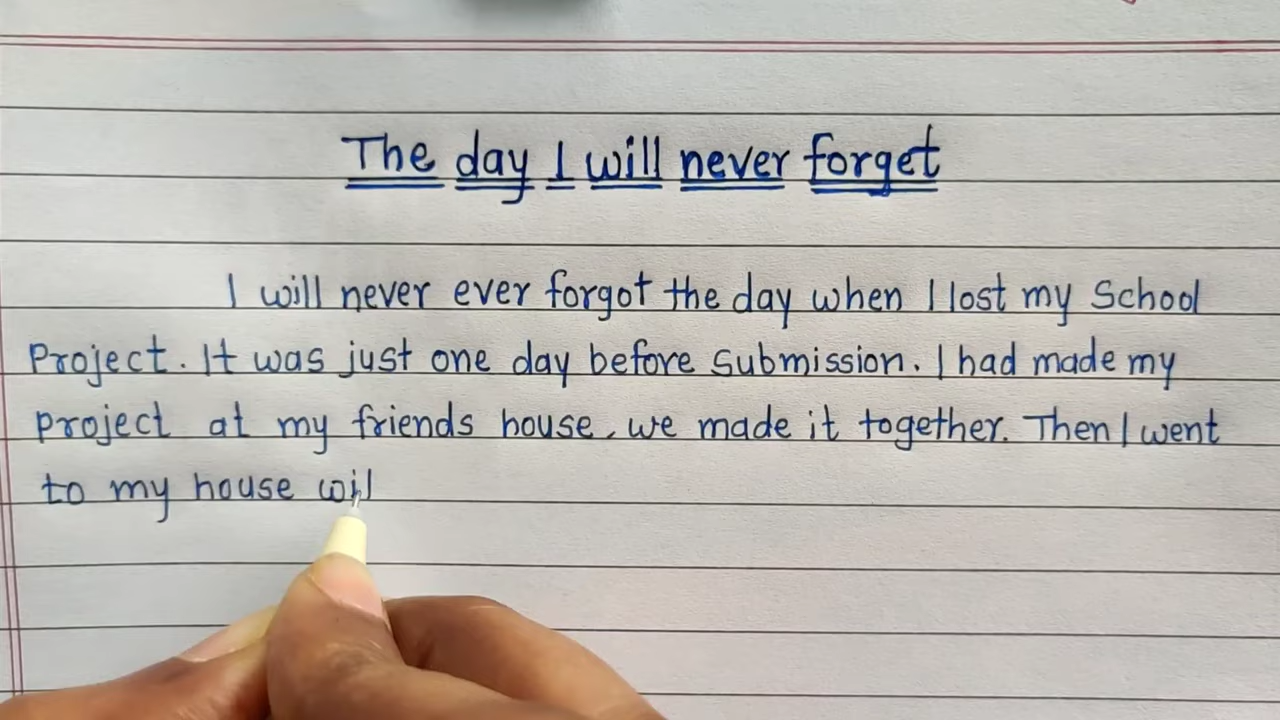 The day I will never forget
I will never ever forgot the day when I lost my School
Project. It was just one day before submission. I had made my
project at my friends house, we made it together. Then I went
to my house